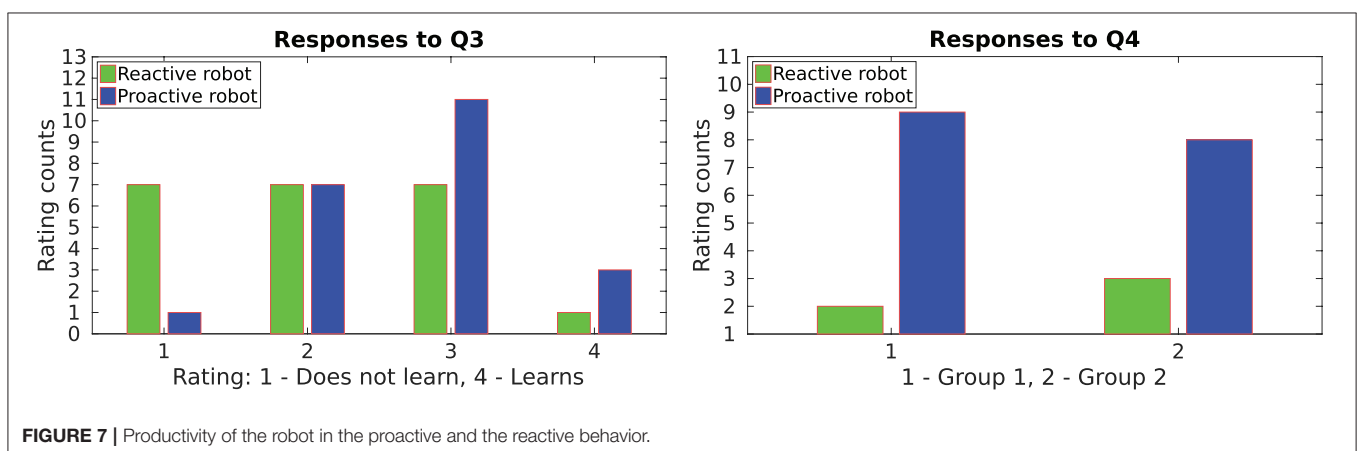 Responses to Q3
Reactive robot
Proactive robot
Rating counts
13
12
11
10
9
8
7
6
5
4
3
2
1
0
1 2 3 4
Rating: 1 - Does not learn, 4 - Learns
Responses to Q4
Reactive robot
Proactive robot
Rating counts
11
10
9
8
7
6
5
4
3
2
1
1 2
1 - Group 1, 2 - Group 2
FIGURE 7 | Productivity of the robot in the proactive and the reactive behavior.